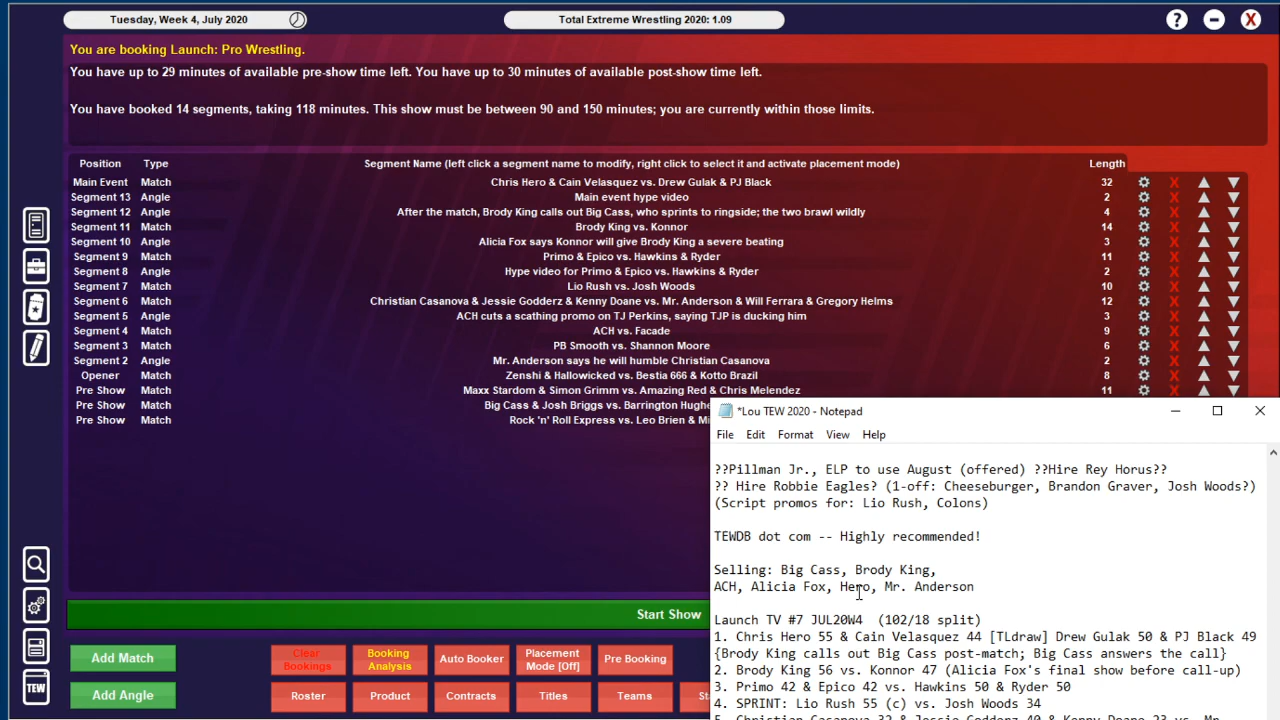 Tuesday, Week 4, July 2020
Total Extreme Wrestling 2020: 1.09
?
You are booking Launch: Pro Wrestling.
You have up to 29 minutes of available pre-show time left. You have up to 30 minutes of available post-show time left.
You have booked 14 segments, taking 118 minutes. This show must be between 90 and 150 minutes; you are currently within those limits.
Position Type Segment Name (left click a segment name to modify, right click to select it and activate placement mode) Length
Main Event Match Chris Hero & Cain Velasquez vs. Drew Gulak & PJ Black 32
Segment 13 Angle Main event hype video 2
Segment 12 Angle After the match, Brody King calls out Big Cass, who sprints to ringside; the two brawl wildly 4
Segment 11 Match Brody King vs. Konnor 14
Segment 10 Angle Alicia Fox says Konnor will give Brody King a severe beating 3
Segment 9 Match Primo & Epico vs. Hawkins & Ryder 11
Segment 8 Angle Hype video for Primo & Epico vs. Hawkins & Ryder 2
Segment 7 Match Lio Rush vs. Josh Woods 10
Segment 6 Match Christian Casanova & Jessie Godderz & Kenny Doane vs. Mr. Anderson & Will Ferrara & Gregory Helms 12
Segment 5 Angle ACH cuts a scathing promo on TJ Perkins, saying TJP is ducking him 3
Segment 4 Match ACH vs. Facade 9
Segment 3 Match PB Smooth vs. Shannon Moore 6
Segment 2 Angle Mr. Anderson says he will humble Christian Casanova 2
Opener Match Zenshi & Hallowicked vs. Bestia 666 & Kotto Brazil 8
Pre Show Match Maxx Stardom & Simon Grimm vs. Amazing Red & Chris Melendez 11
Pre Show Match Big Cass & Josh Briggs vs. Barrington Hughe
Pre Show Match Rock 'n' Roll Express vs. Leo Brien & Mi
Start Show
Add Match
Clear Bookings
Booking Analysis
Auto Booker
Placement Mode [Off]
Pre Booking
Add Angle
Roster
Product
Contracts
Titles
Teams
TEW
*Lou TEW 2020 - Notepad
File Edit Format View Help
??Pillman Jr., ELP to use August (offered) ??Hire Rey Horus??
?? Hire Robbie Eagles? (1-off: Cheeseburger, Brandon Graver, Josh Woods?)
(Script promos for: Lio Rush, Colons)
TEWDB dot com -- Highly recommended!
Selling: Big Cass, Brody King,
ACH, Alicia Fox, Hero, Mr. Anderson
Launch TV #7 JUL20W4 (102/18 split)
1. Chris Hero 55 & Cain Velasquez 44 [TLdraw] Drew Gulak 50 & PJ Black 49
{Brody King calls out Big Cass post-match; Big Cass answers the call}
2. Brody King 56 vs. Konnor 47 (Alicia Fox's final show before call-up)
3. Primo 42 & Epico 42 vs. Hawkins 50 & Ryder 50
4. SPRINT: Lio Rush 55 (c) vs. Josh Woods 34